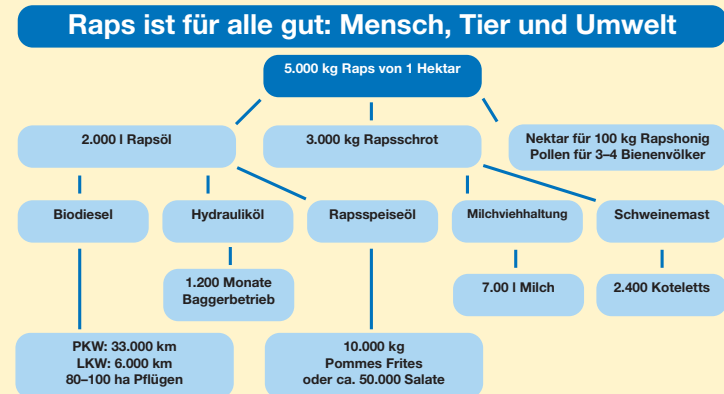 Raps ist für alle gut: Mensch, Tier und Umwelt
5.000 kg Raps von 1 Hektar
2.000 l Rapsöl
3.000 kg Rapsschrot
Nektar für 100 kg Rapshonig
Pollen für 3–4 Bienenvölker
Biodiesel
Hydrauliköl
Rapsspeiseöl
Milchviehhaltung
Schweinemast
1.200 Monate
Baggerbetrieb
7.00 l Milch
2.400 Koteletts
PKW: 33.000 km
LKW: 6.000 km
80–100 ha Pflügen
10.000 kg
Pommes Frites
oder ca. 50.000 Salate